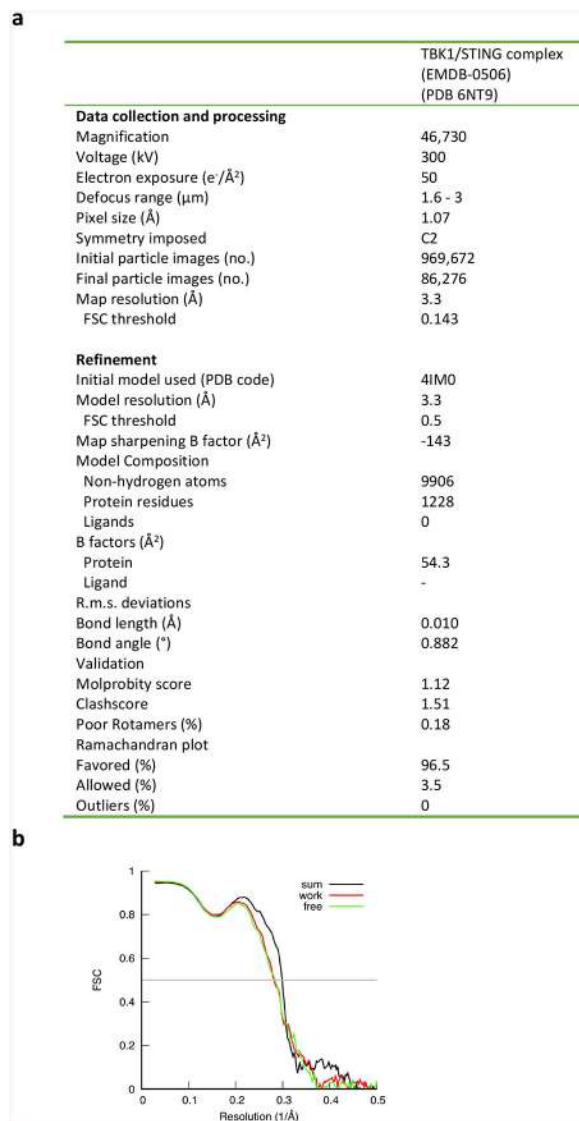 a
TBK1/STING complex
(EMDB-0506)
(PDB 6NT9)
Data collection and processing
Magnification 46,730
Voltage (kV) 300
Electron exposure (e⁻/Å²) 50
Defocus range (μm) 1.6 - 3
Pixel size (Å) 1.07
Symmetry imposed C2
Initial particle images (no.) 969,672
Final particle images (no.) 86,276
Map resolution (Å) 3.3
FSC threshold 0.143
Refinement
Initial model used (PDB code) 4IM0
Model resolution (Å) 3.3
FSC threshold 0.5
Map sharpening B factor (Å²) -143
Model Composition
Non-hydrogen atoms 9906
Protein residues 1228
Ligands 0
B factors (Å²)
Protein 54.3
Ligand -
R.m.s. deviations
Bond length (Å) 0.010
Bond angle (°) 0.882
Validation
Molprobity score 1.12
Clashscore 1.51
Poor Rotamers (%) 0.18
Ramachandran plot
Favored (%) 96.5
Allowed (%) 3.5
Outliers (%) 0
b
1
sum
work
free
0.8
0.6
FSC
0.4
0.2
0
0 0.1 0.2 0.3 0.4 0.5
Resolution (1/Å)